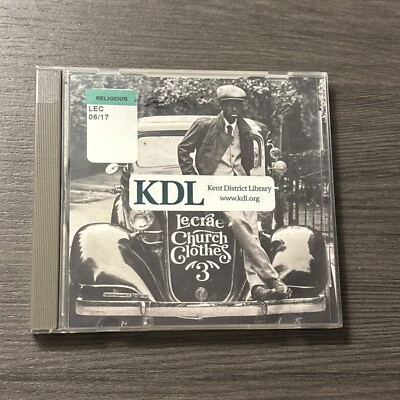 RELIGIOUS
LEC
06/17
KDL
Kent District Library
www.kdl.org
Lecrae
Church
Clothes
3